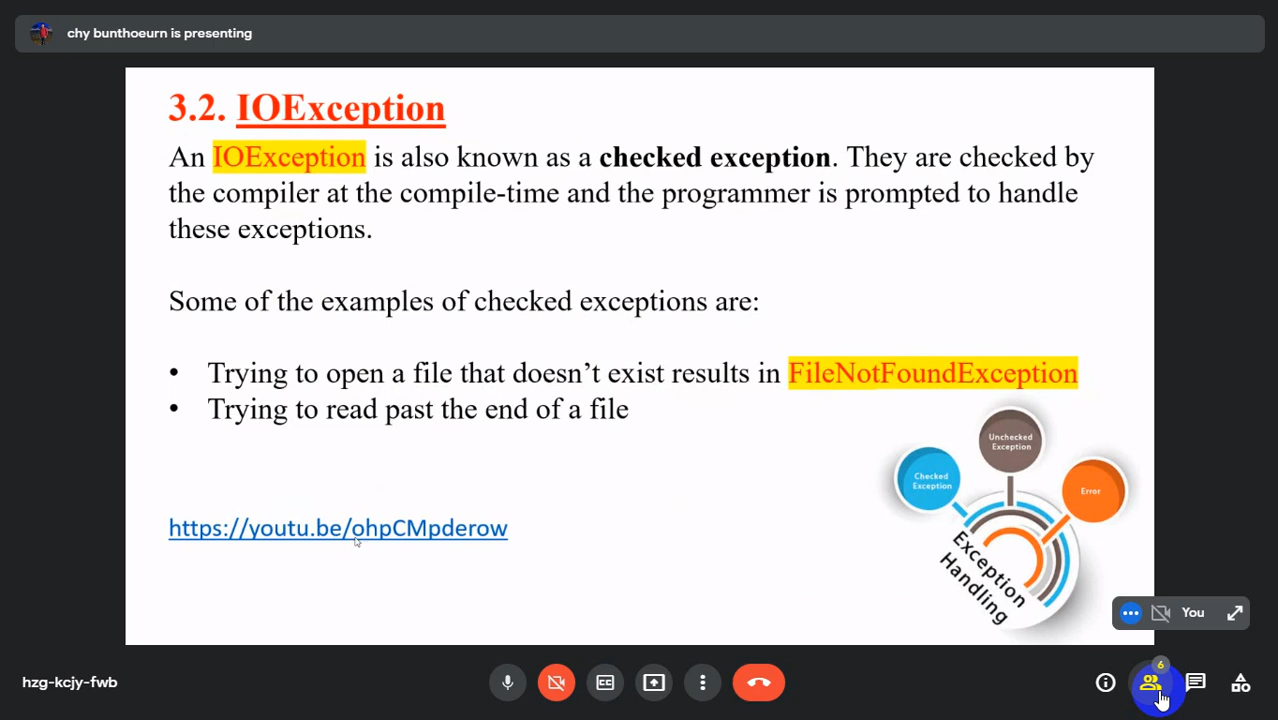 chy bunthoeurn is presenting
3.2. IOException
An IOException is also known as a checked exception. They are checked by
the compiler at the compile-time and the programmer is prompted to handle
these exceptions.
Some of the examples of checked exceptions are:
• Trying to open a file that doesn’t exist results in FileNotFoundException
• Trying to read past the end of a file
Unchecked
Exception
Checked
Exception
Error
https://youtu.be/ohpCMpderow
Exception
Handling
You
6
hzg-kcjy-fwb
CC